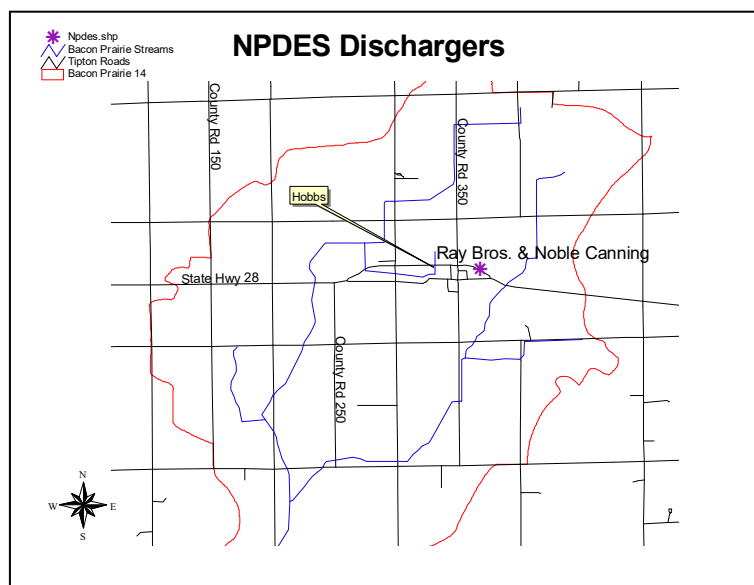 NPDES Dischargers
Npdes.shp
Bacon Prairie Streams
Tipton Roads
Bacon Prairie 14
County Rd 150
County Rd 350
Hobbs
Ray Bros. & Noble Canning
State Hwy 28
County Rd 250
N
W
E
S